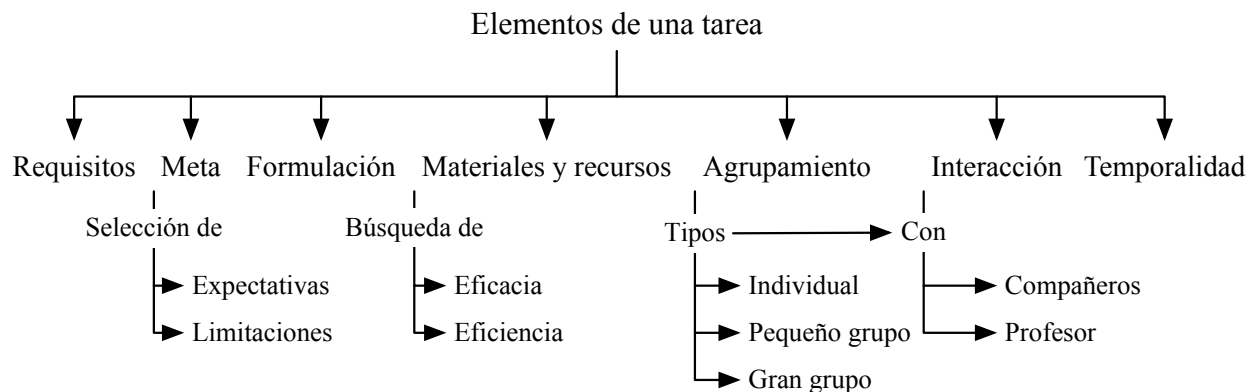 Elementos de una tarea
Requisitos Meta Formulación Materiales y recursos Agrupamiento Interacción Temporalidad
Selección de Búsqueda de Tipos Con
Expectativas Eficacia Individual Compañeros
Limitaciones Eficiencia Pequeño grupo Profesor
Gran grupo